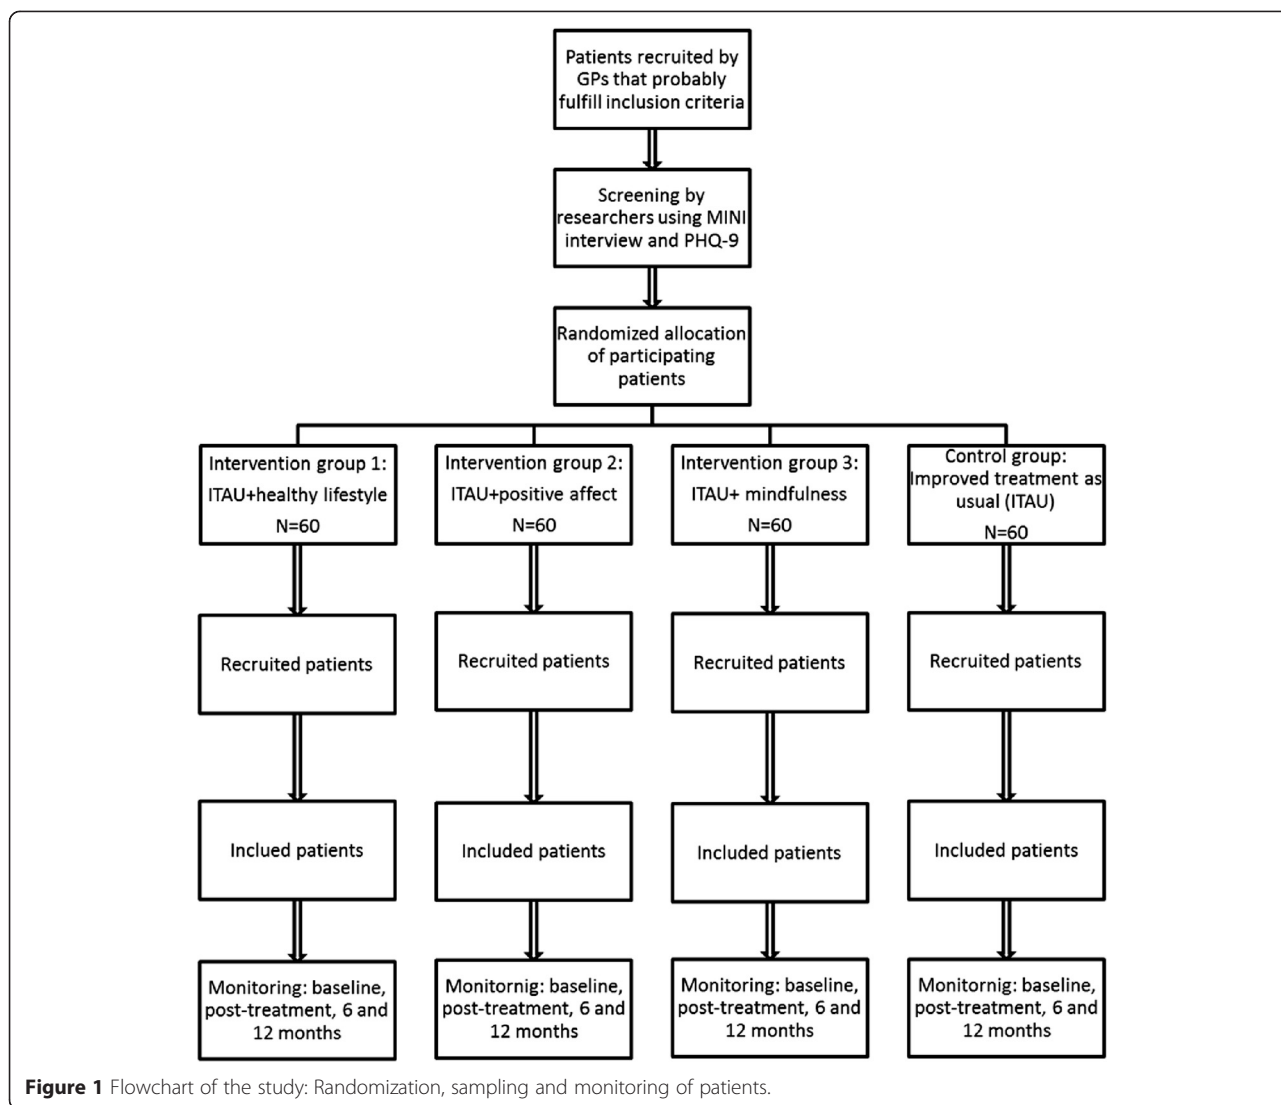 Patients recruited by
GPs that probably
fulfill inclusion criteria
Screening by
researchers using MINI
interview and PHQ-9
Randomized allocation
of participating
patients
Intervention group 1:
ITAU+healthy lifestyle
N=60
Intervention group 2:
ITAU+positive affect
N=60
Intervention group 3:
ITAU+ mindfulness
N=60
Control group:
Improved treatment as
usual (ITAU)
N=60
Recruited patients
Recruited patients
Recruited patients
Recruited patients
Inclued patients
Included patients
Included patients
Included patients
Monitoring: baseline,
post-treatment, 6 and
12 months
Monitornig: baseline,
post-treatment, 6 and
12 months
Monitoring: baseline,
post-treatment, 6 and
12 months
Monitornig: baseline,
post-treatment, 6 and
12 months
Figure 1 Flowchart of the study: Randomization, sampling and monitoring of patients.